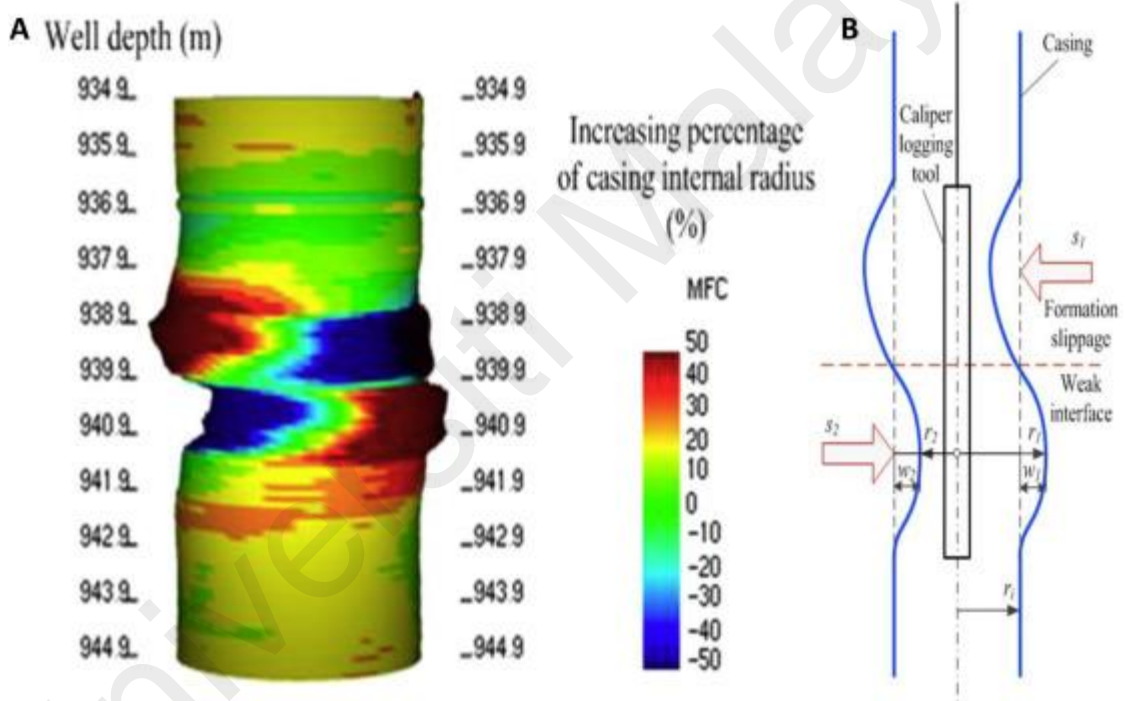 A
Well depth (m)
934.9
935.9
936.9
937.9
938.9
939.9
940.9
941.9
942.9
943.9
944.9
934.9
935.9
936.9
937.9
938.9
939.9
940.9
941.9
942.9
943.9
944.9
Increasing percentage
of casing internal radius
(%)
MFC
50
40
30
20
10
0
-10
-20
-30
-40
-50
B
Casing
Caliper
logging
tool
s₁
Formation
slippage
Weak
interface
s₂
r₂
r₁
w₂
w₁
rᵢ
niversiti Malay